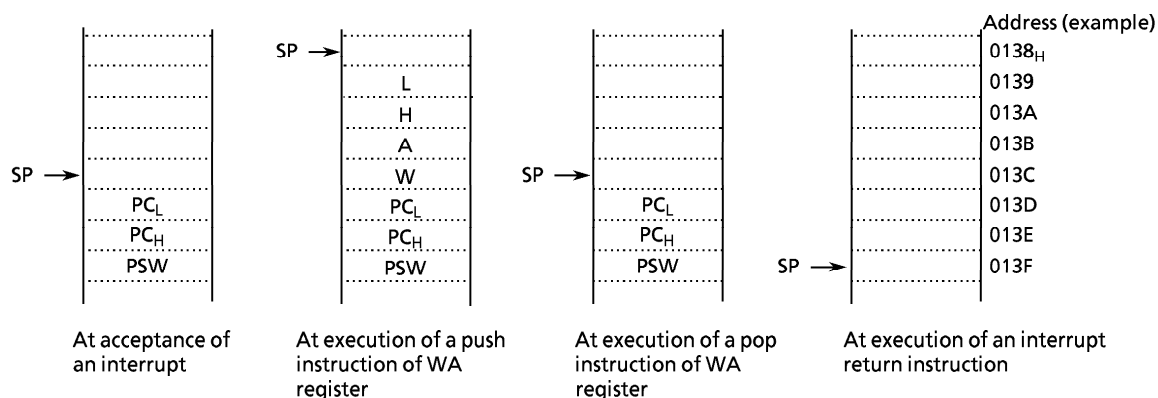 Address (example)
SP
0138H
L
0139
H
013A
A
013B
SP
W
SP
013C
PCL
PCL
PCL
013D
PCH
PCH
PCH
013E
PSW
PSW
PSW
SP
013F
At acceptance of
an interrupt
At execution of a push
instruction of WA
register
At execution of a pop
instruction of WA
register
At execution of an interrupt
return instruction